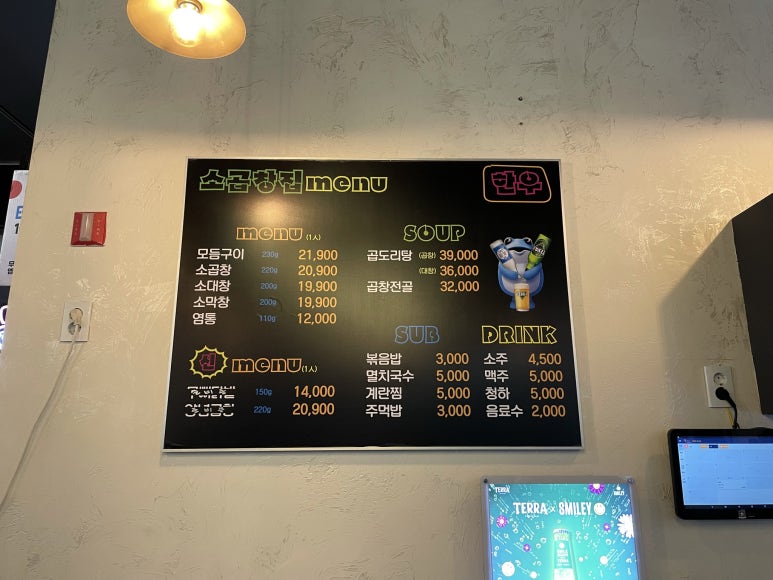 소곱창집 menu
한우
menu (1人)
모듬구이 230g 21,900
소곱창 220g 20,900
소대창 200g 19,900
소막창 200g 19,900
염통 110g 12,000
신 menu (1人)
150g 14,000
220g 20,900
SOUP
곱도리탕 (곱창) 39,000
(대창) 36,000
곱창전골 32,000
SUB
볶음밥 3,000
멸치국수 5,000
계란찜 5,000
주먹밥 3,000
DRINK
소주 4,500
맥주 5,000
청하 5,000
음료수 2,000
TERRA
TERRA x SMILEY